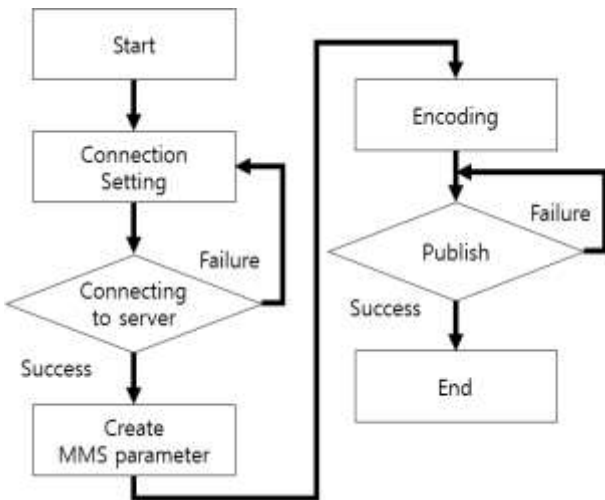 Start
Connection
Setting
Failure
Connecting
to server
Success
Create
MMS parameter
Encoding
Failure
Publish
Success
End